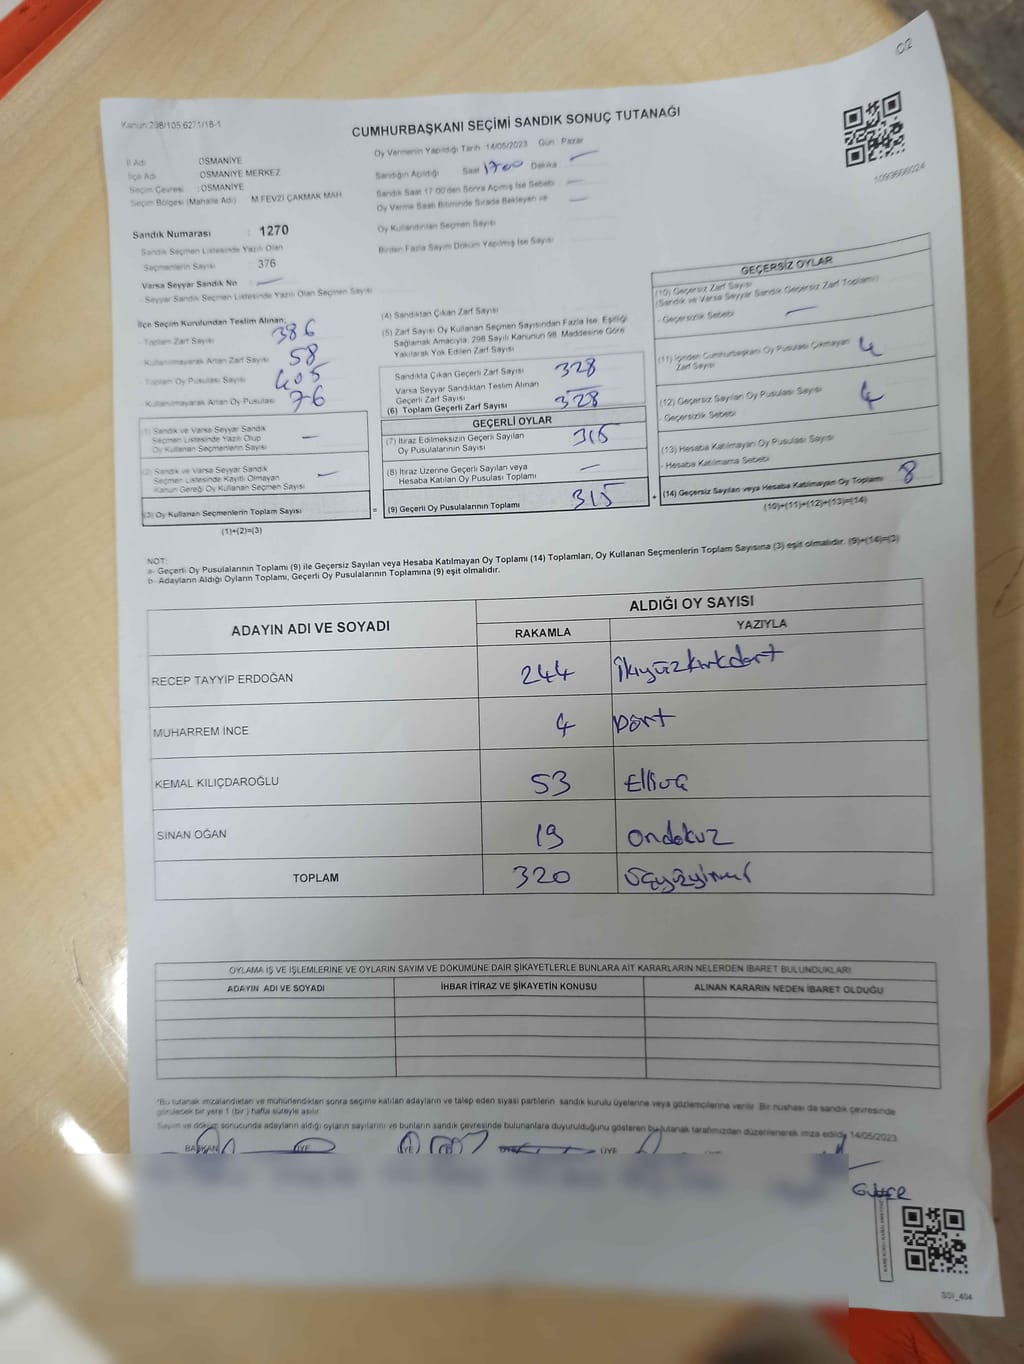 C/2
Kanun:298/105,6271/18-1
CUMHURBAŞKANI SEÇİMİ SANDIK SONUÇ TUTANAĞI
1093666024
İl Adı OSMANİYE
İlçe Adı OSMANİYE MERKEZ
Seçim Çevresi : OSMANİYE
Seçim Bölgesi (Mahalle Adı) M.FEVZİ ÇAKMAK MAH
Sandık Numarası : 1270
Sandık Seçmen Listesinde Yazılı Olan
Seçmenlerin Sayısı : 376
Varsa Seyyar Sandık No —
- Seyyar Sandık Seçmen Listesinde Yazılı Olan Seçmen Sayısı
Oy Vermenin Yapıldığı Tarih 14/05/2023 Gün : Pazar
Sandığın Açıldığı Saat 17:00 Dakika —
Sandık Saat 17:00'den Sonra Açılmış İse Sebebi —
Oy Verme Saati Bitiminde Sırada Bekleyen ve —
Oy Kullandırılan Seçmen Sayısı
Birden Fazla Sayım Döküm Yapılmış İse Sayısı
İlçe Seçim Kurulundan Teslim Alınan;
- Toplam Zarf Sayısı 386
Kullanılmayarak Artan Zarf Sayısı 58
Toplam Oy Pusulası Sayısı 405
Kullanılmayarak Artan Oy Pusulası 76
(1) Sandık ve Varsa Seyyar Sandık
Seçmen Listesinde Yazılı Olup —
Oy Kullanan Seçmenlerin Sayısı
(2) Sandık ve Varsa Seyyar Sandık
Seçmen Listesinde Kayıtlı Olmayan —
Kanun Gereği Oy Kullanan Seçmen Sayısı
(3) Oy Kullanan Seçmenlerin Toplam Sayısı =
(1)+(2)=(3)
(4) Sandıktan Çıkan Zarf Sayısı
(5) Zarf Sayısı Oy Kullanan Seçmen Sayısından Fazla İse, Eşitliği
Sağlamak Amacıyla, 298 Sayılı Kanunun 98. Maddesine Göre
Yakılarak Yok Edilen Zarf Sayısı
Sandıkta Çıkan Geçerli Zarf Sayısı 328
Varsa Seyyar Sandıktan Teslim Alınan
Geçerli Zarf Sayısı —
(6) Toplam Geçerli Zarf Sayısı 328
GEÇERLİ OYLAR
(7) İtiraz Edilmeksizin Geçerli Sayılan
Oy Pusulalarının Sayısı 315
(8) İtiraz Üzerine Geçerli Sayılan veya
Hesaba Katılan Oy Pusulası Toplamı —
(9) Geçerli Oy Pusulalarının Toplamı 315 +
GEÇERSİZ OYLAR
(10) Geçersiz Zarf Sayısı
(Sandık ve Varsa Seyyar Sandık Geçersiz Zarf Toplamı)
- Geçersizlik Sebebi —
(11) İçinden Cumhurbaşkanı Oy Pusulası Çıkmayan
Zarf Sayısı 4
(12) Geçersiz Sayılan Oy Pusulası Sayısı 4
- Geçersizlik Sebebi
(13) Hesaba Katılmayan Oy Pusulası Sayısı
- Hesaba Katılmama Sebebi
(14) Geçersiz Sayılan veya Hesaba Katılmayan Oy Toplamı 8
(10)+(11)+(12)+(13)=(14)
NOT:
a- Geçerli Oy Pusulalarının Toplamı (9) ile Geçersiz Sayılan veya Hesaba Katılmayan Oy Toplamı (14) Toplamları, Oy Kullanan Seçmenlerin Toplam Sayısına (3) eşit olmalıdır. (9)+(14)=(3)
b- Adayların Aldığı Oyların Toplamı, Geçerli Oy Pusulalarının Toplamına (9) eşit olmalıdır.
ADAYIN ADI VE SOYADI
ALDIĞI OY SAYISI
RAKAMLA YAZIYLA
RECEP TAYYİP ERDOĞAN 244 ikiyüzkırkdört
MUHARREM İNCE 4 Dört
KEMAL KILIÇDAROĞLU 53 Elliüç
SİNAN OĞAN 19 ondokuz
TOPLAM 320 üçyüzyirmi
OYLAMA İŞ VE İŞLEMLERİNE VE OYLARIN SAYIM VE DÖKÜMÜNE DAİR ŞİKAYETLERLE BUNLARA AİT KARARLARIN NELERDEN İBARET BULUNDUKLARI
ADAYIN ADI VE SOYADI İHBAR İTİRAZ VE ŞİKAYETİN KONUSU ALINAN KARARIN NEDEN İBARET OLDUĞU
*Bu tutanak imzalandıktan ve mühürlendikten sonra seçime katılan adayların ve talep eden siyasi partilerin sandık kurulu üyelerine veya gözlemcilerine verilir. Bir nüshası da sandık çevresinde
görülecek bir yere 1 (bir ) hafta süreyle asılır.
Sayım ve döküm sonucunda adayların aldığı oyların sayılarını ve bunların sandık çevresinde bulunanlara duyurulduğunu gösteren bu tutanak tarafımızdan düzenlenerek imza edildi. 14/05/2023
BAŞKAN ÜYE ÜYE ÜYE
SSI_404